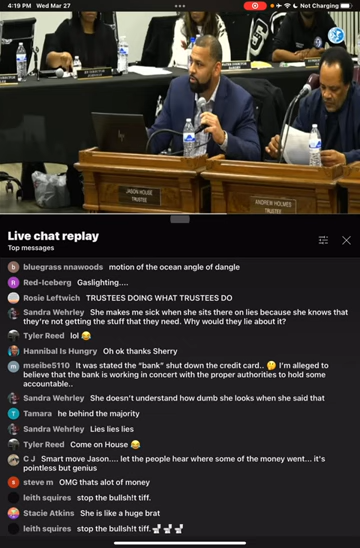 4:19 PM Wed Mar 27
Not Charging
JASON HOUSE
TRUSTEE
ANDREW HOLMES
TRUSTEE
Live chat replay
Top messages
bluegrass nnawoods motion of the ocean angle of dangle
Red-Iceberg Gaslighting....
Rosie Leftwich TRUSTEES DOING WHAT TRUSTEES DO
Sandra Wehrley She makes me sick when she sits there on lies because she knows that
they're not getting the stuff that they need. Why would they lie about it?
Tyler Reed lol 😂
Hannibal Is Hungry Oh ok thanks Sherry
mseibe5110 It was stated the "bank" shut down the credit card.. 🤔 I'm alleged to
believe that the bank is working in concert with the proper authorities to hold some
accountable..
Sandra Wehrley She doesn't understand how dumb she looks when she said that
Tamara he behind the majority
Sandra Wehrley Lies lies lies
Tyler Reed Come on House 😂
C J Smart move Jason.... let the people hear where some of the money went... it's
pointless but genius
steve m OMG thats alot of money
leith squires stop the bullsh!t tiff.
Stacie Atkins She is like a huge brat
leith squires stop the bullsh!t tiff. 🚽🚽🚽